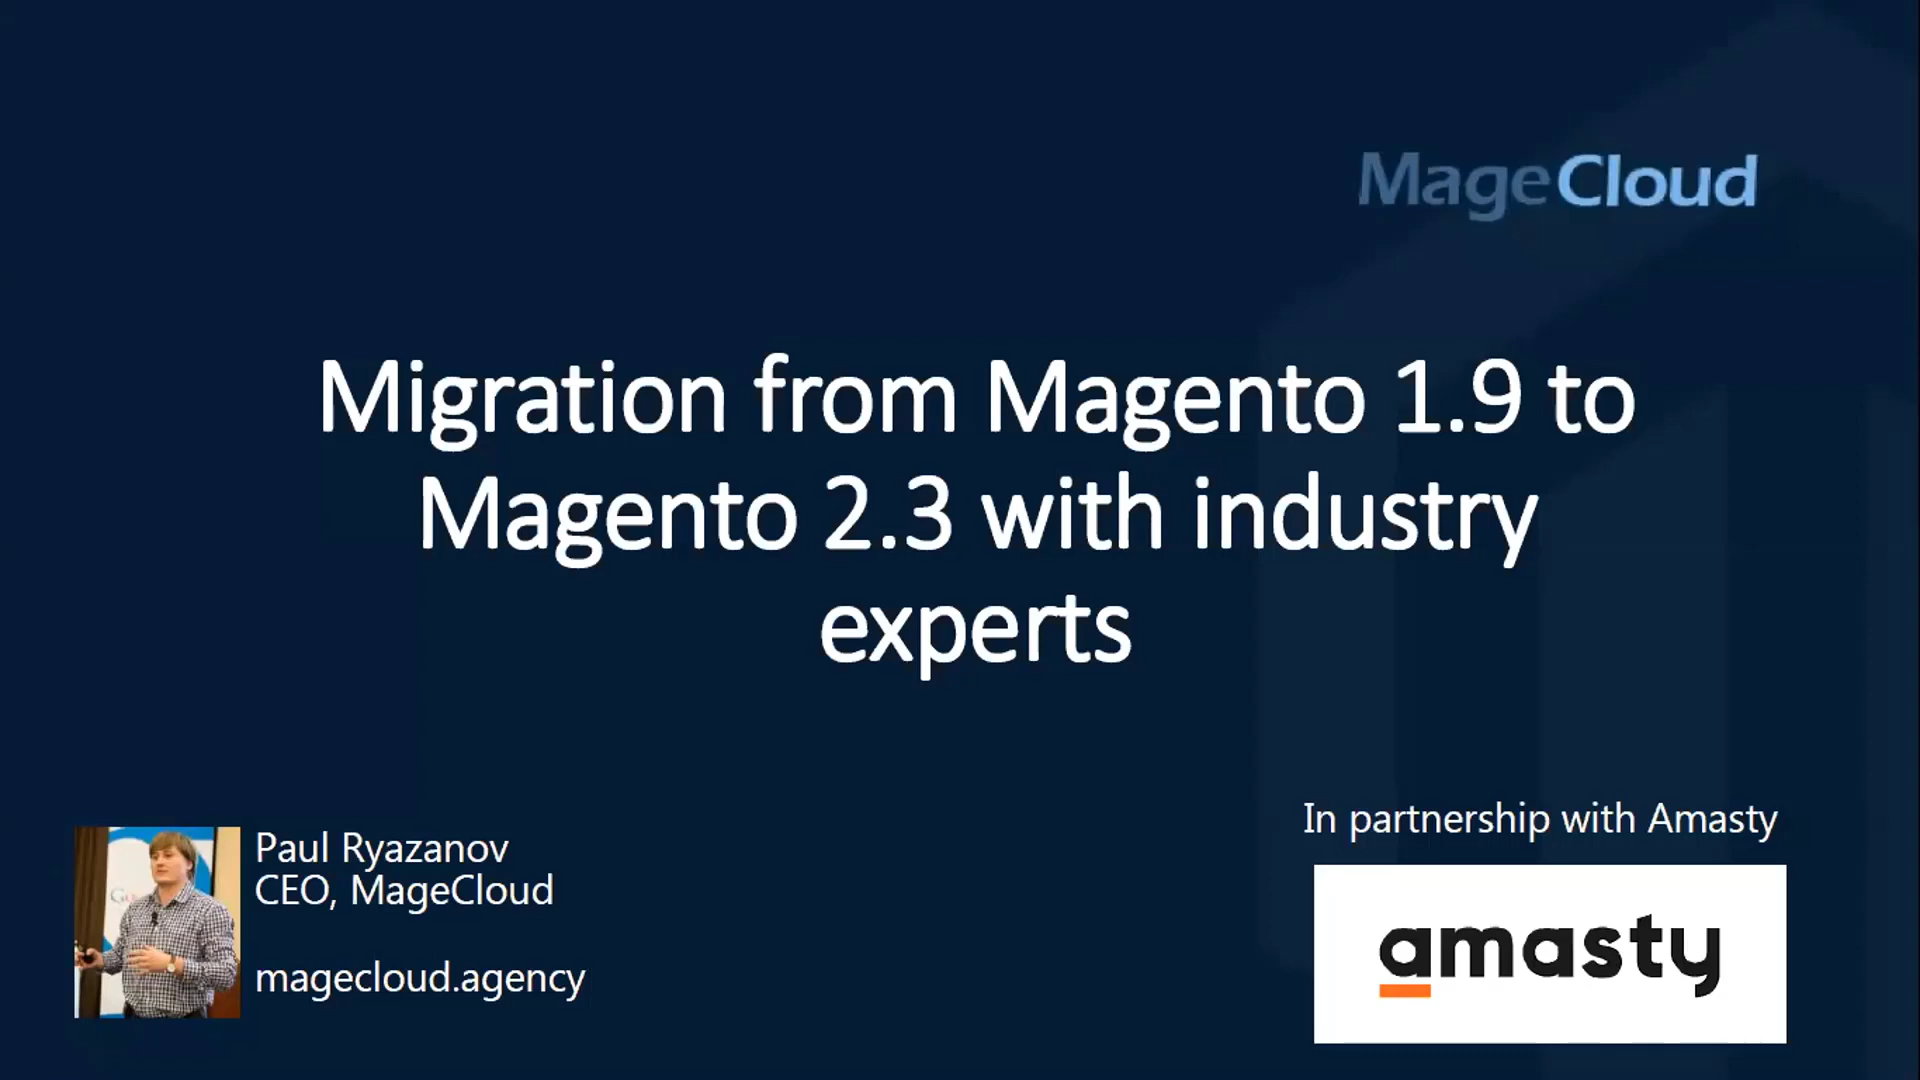 MageCloud
Migration from Magento 1.9 to
Magento 2.3 with industry
experts
Paul Ryazanov
CEO, MageCloud
magecloud.agency
In partnership with Amasty
amasty